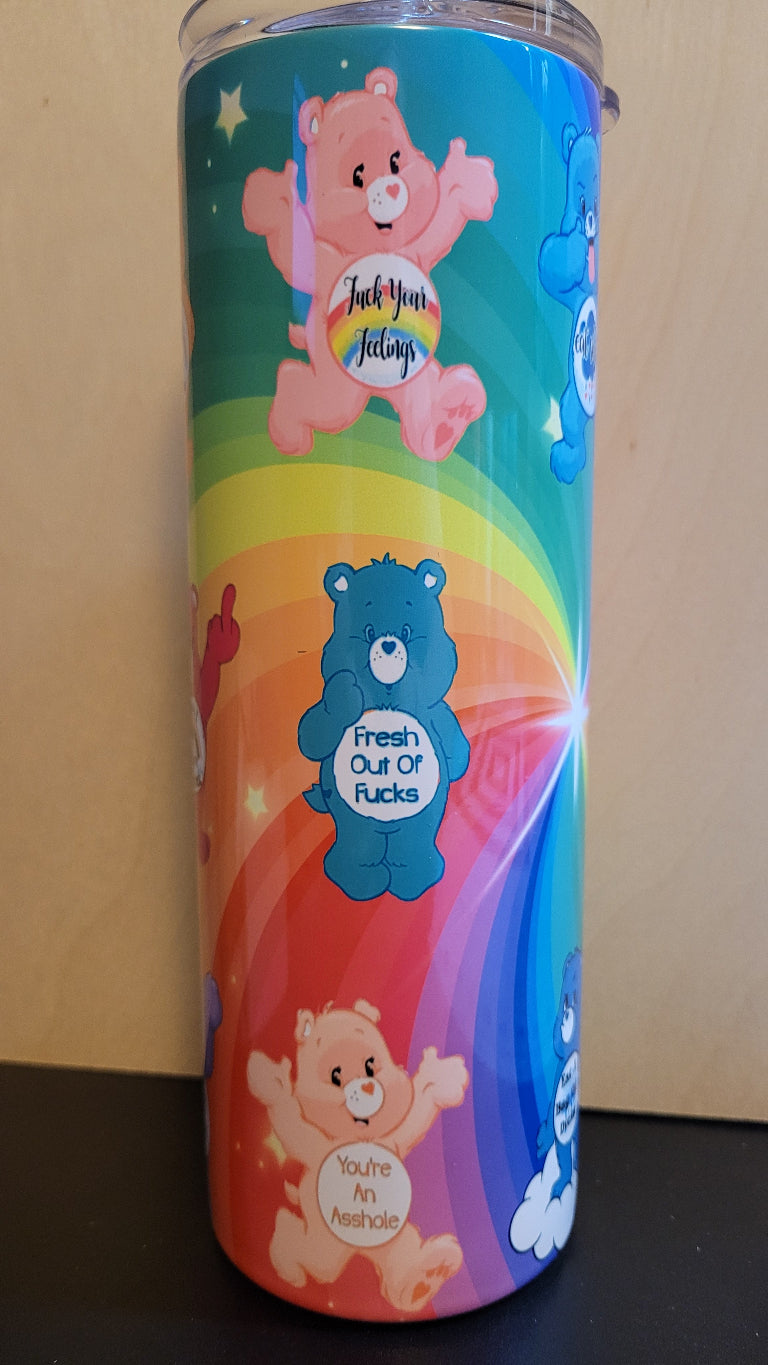 Fuck Your
Feelings
Fresh
Out Of
Fucks
You're
An
Asshole